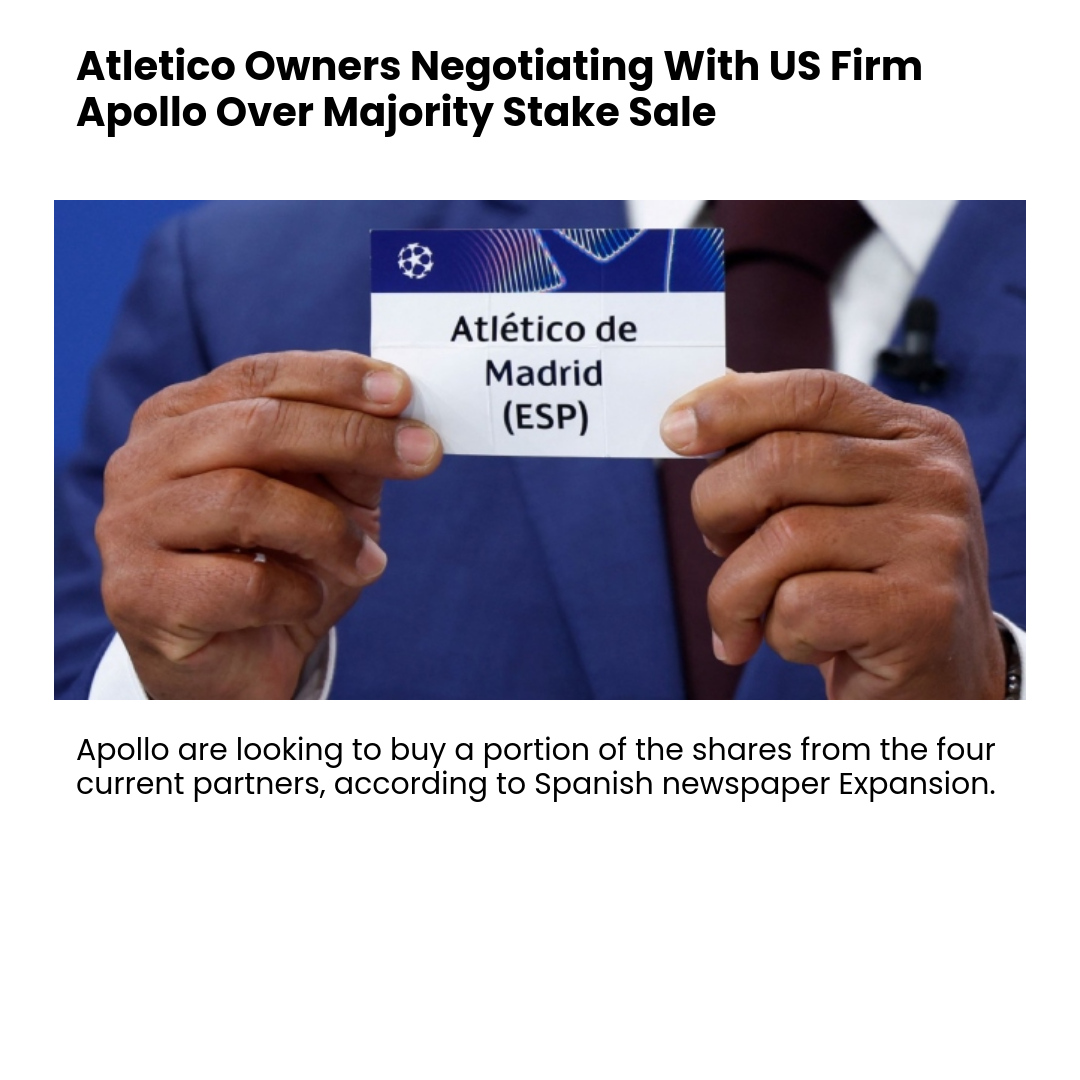 Atletico Owners Negotiating With US Firm
Apollo Over Majority Stake Sale
Atlético de
Madrid
(ESP)
Apollo are looking to buy a portion of the shares from the four
current partners, according to Spanish newspaper Expansion.